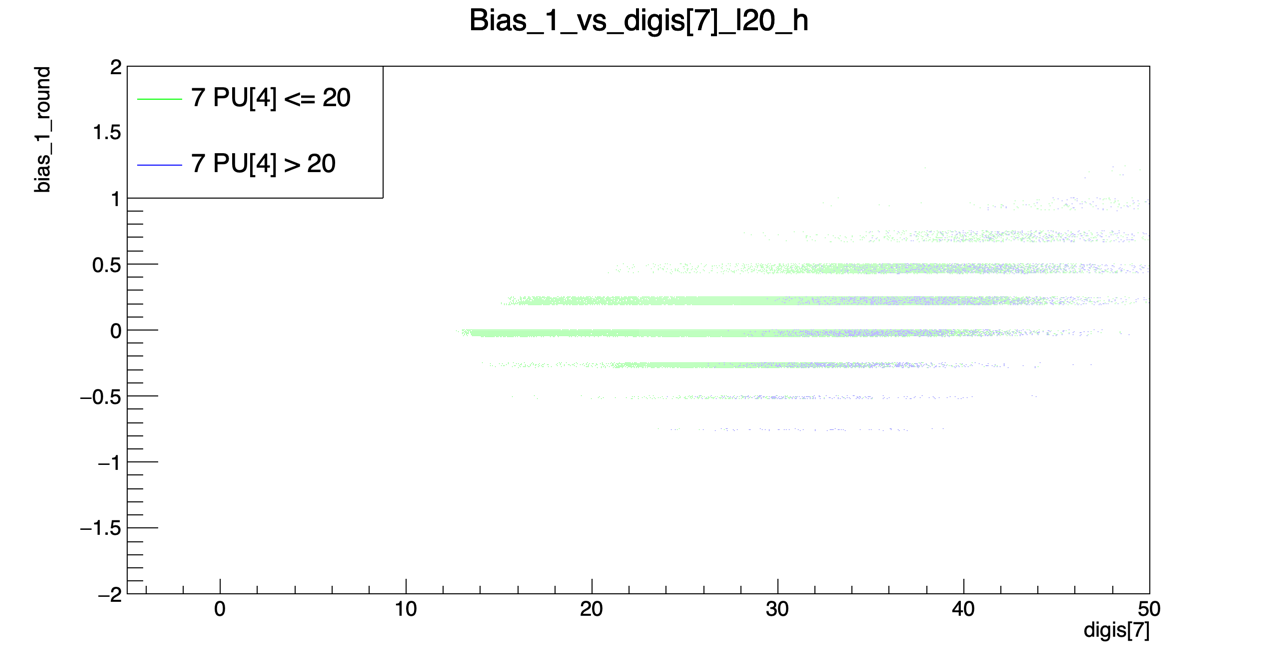 Bias_1_vs_digis[7]_l20_h
bias_1_round
7 PU[4] <= 20
7 PU[4] > 20
2
1.5
1
0.5
0
−0.5
−1
−1.5
−2
0 10 20 30 40 50
digis[7]